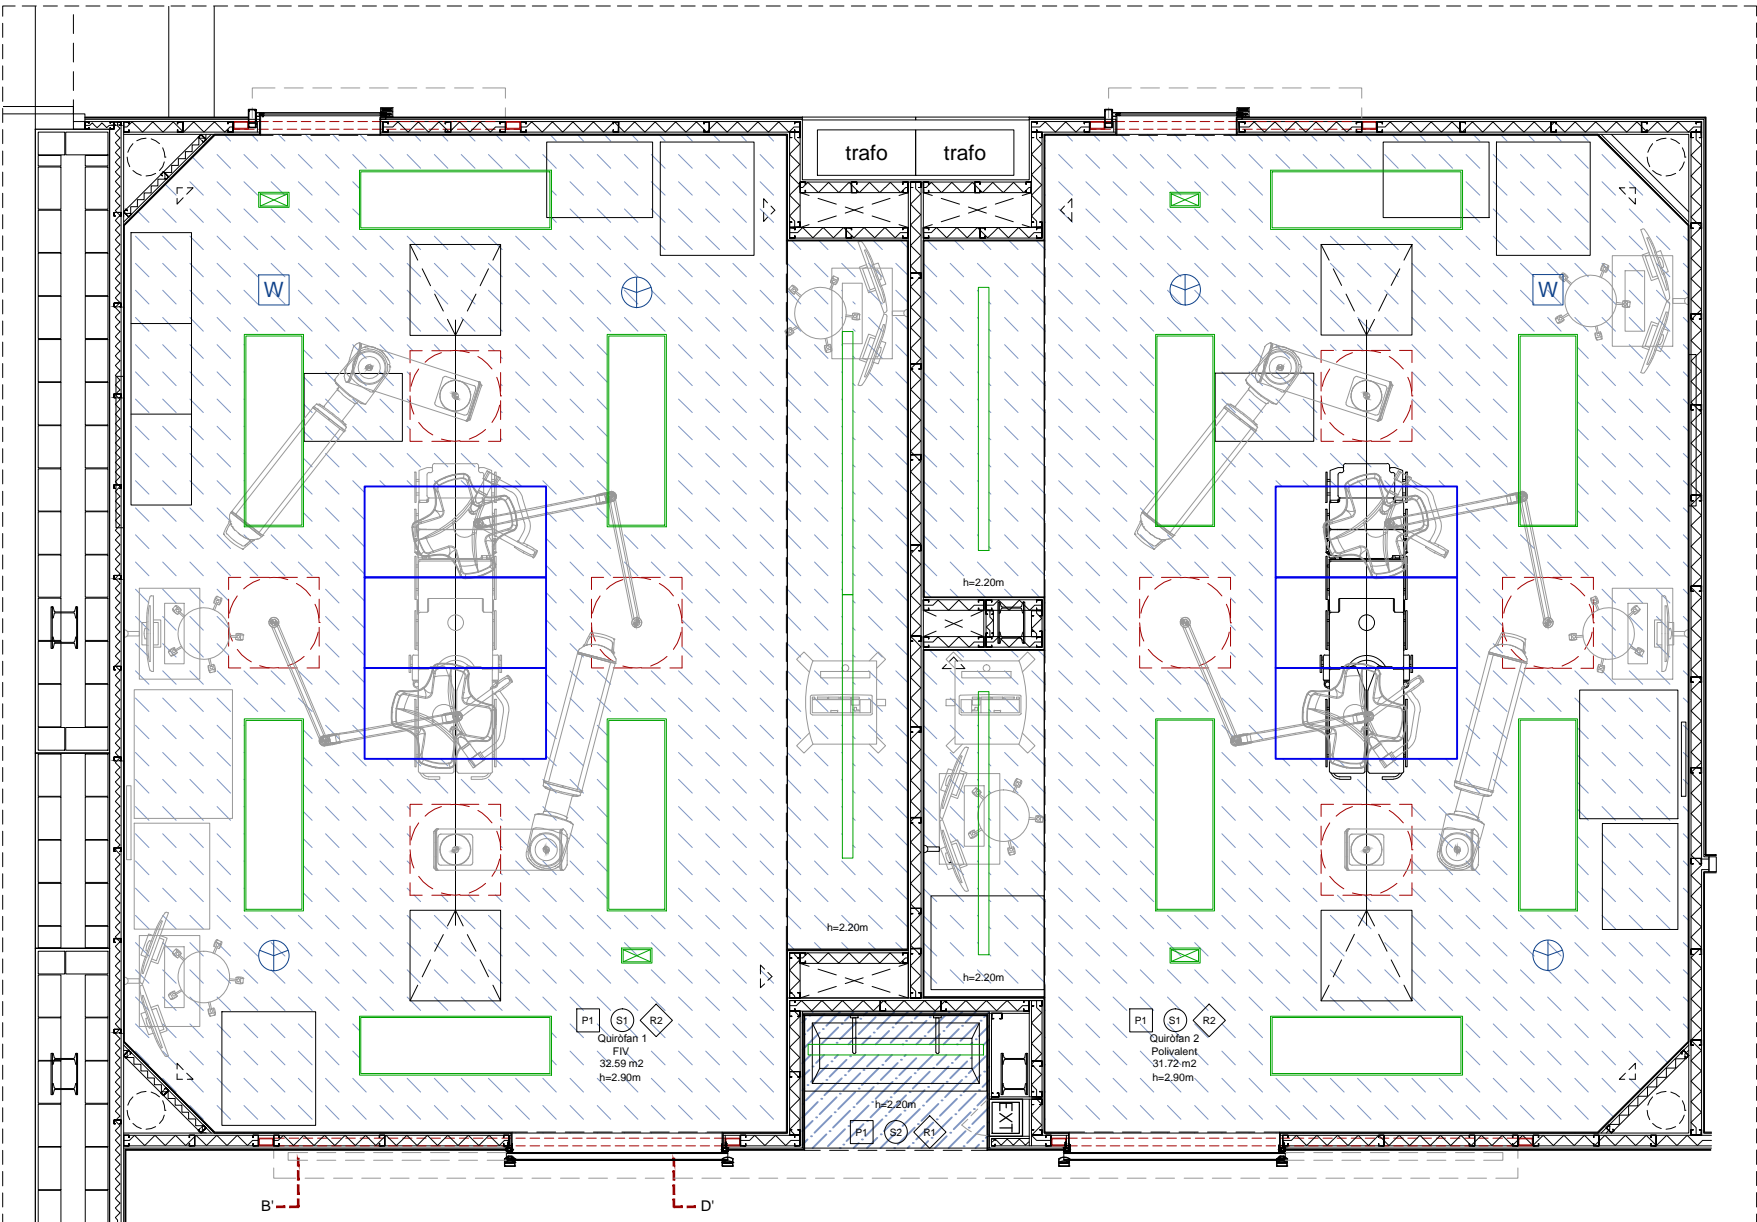 trafo
trafo
W
W
h=2.20m
h=2.20m
h=2.20m
P1 S1 R2
Quiròfan 1
FIV
32.59 m2
h=2.90m
P1 S1 R2
Quiròfan 2
Polivalent
31.72 m2
h=2.90m
h=2.20m
P1 S2 R1
EXT
B'
D'